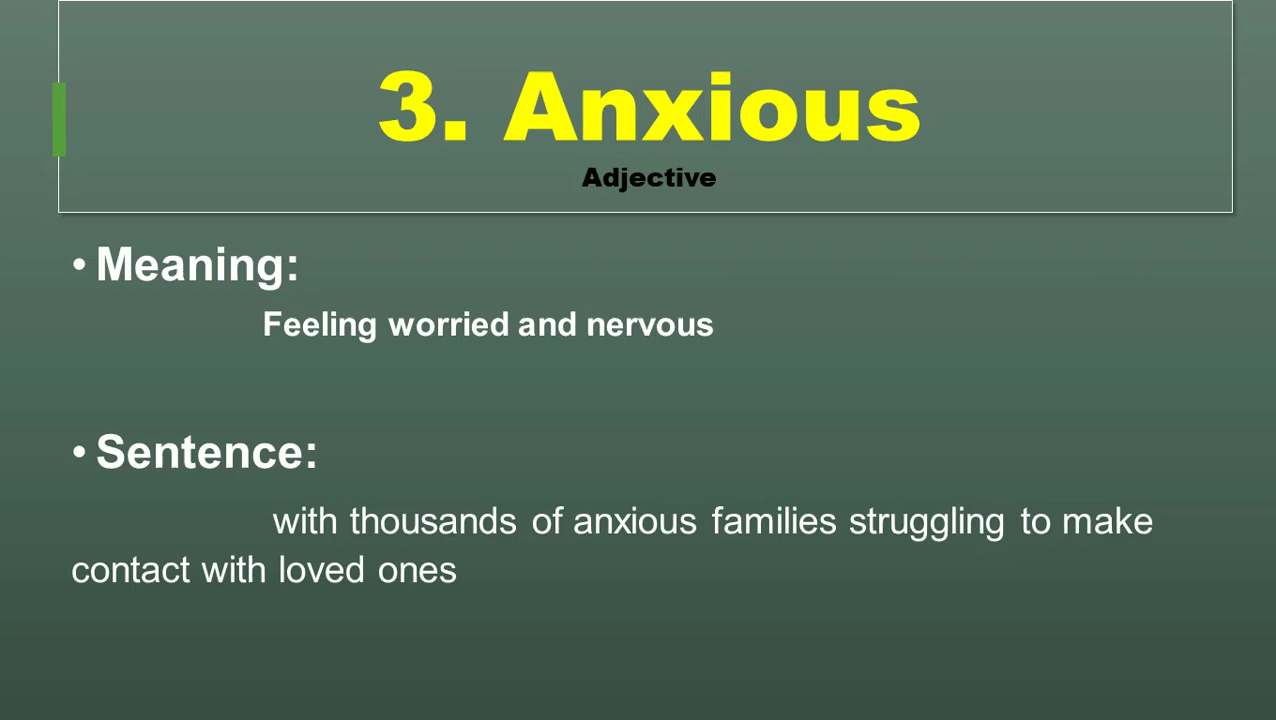 3. Anxious
Adjective
• Meaning:
Feeling worried and nervous
• Sentence:
with thousands of anxious families struggling to make
contact with loved ones